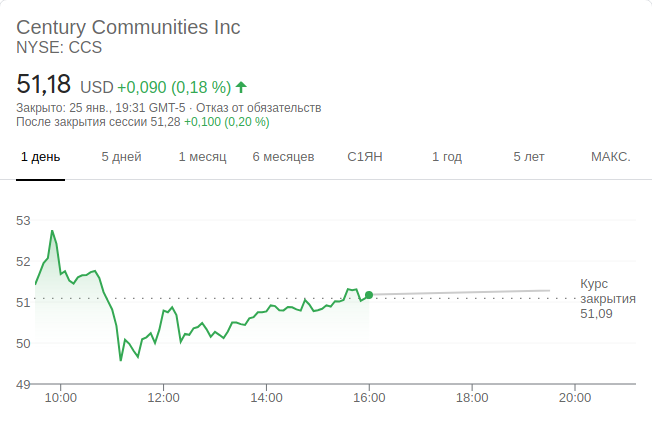 Century Communities Inc
NYSE: CCS
51,18 USD +0,090 (0,18 %)
Закрыто: 25 янв., 19:31 GMT-5 · Отказ от обязательств
После закрытия сессии 51,28 +0,100 (0,20 %)
1 день 5 дней 1 месяц 6 месяцев С1ЯН 1 год 5 лет МАКС.
53
52
51
50
49
Курс
закрытия
51,09
10:00 12:00 14:00 16:00 18:00 20:00